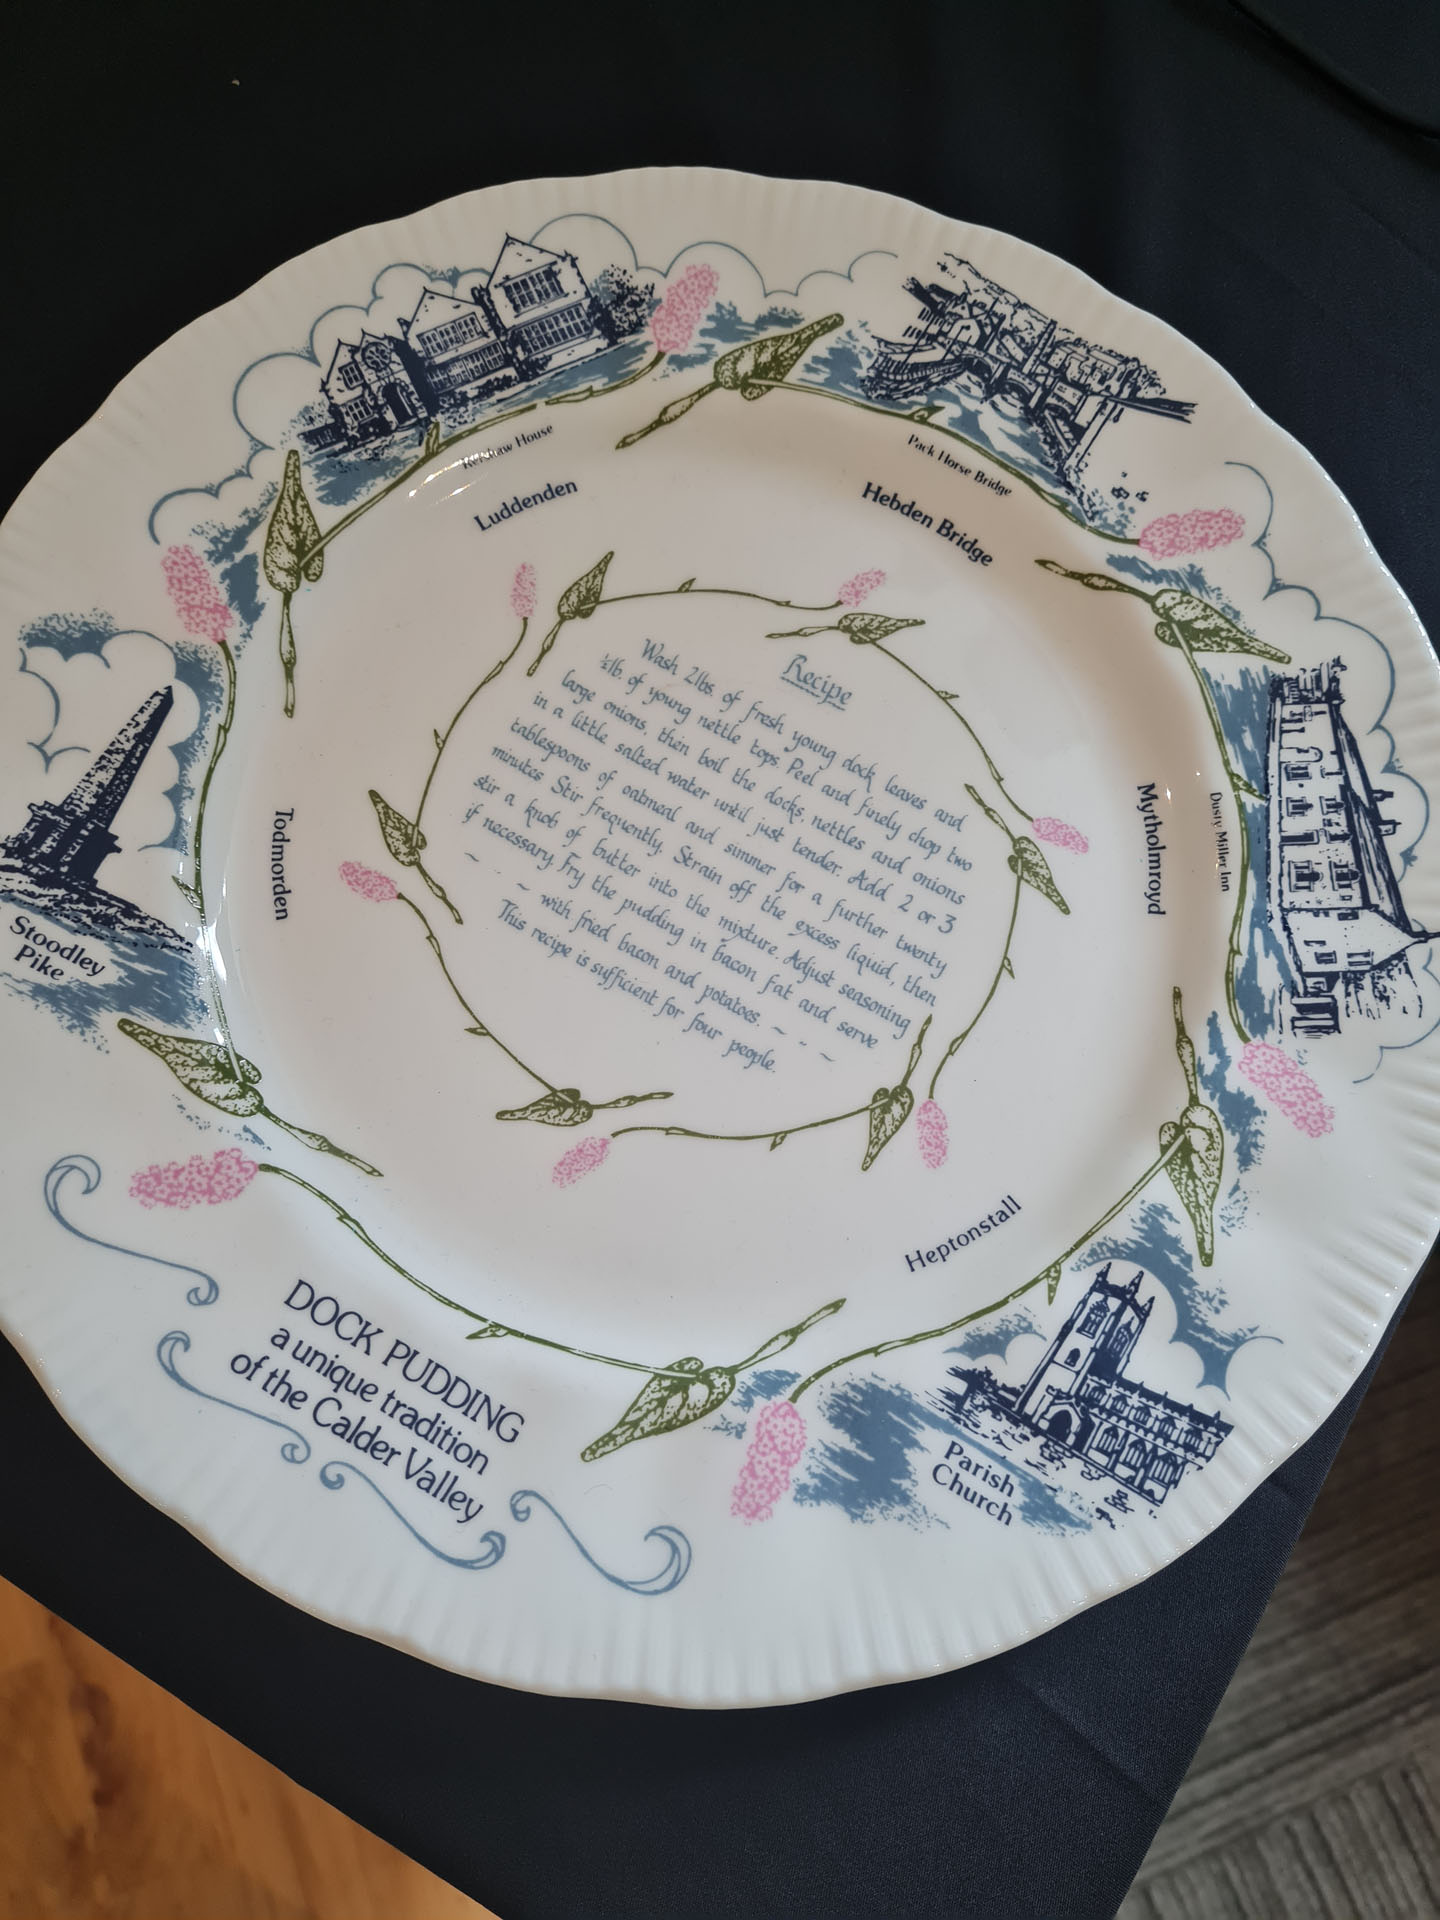 Kershaw House
Luddenden
Pack Horse Bridge
Hebden Bridge
Dusty Miller Inn
Mytholmroyd
Heptonstall
Parish
Church
Todmorden
Stoodley
Pike
Recipe
Wash 2lbs. of fresh young dock leaves and
½lb. of young nettle tops. Peel and finely chop two
large onions, then boil the docks, nettles and onions
in a little salted water until just tender. Add 2 or 3
tablespoons of oatmeal and simmer for a further twenty
minutes. Stir frequently. Strain off the excess liquid, then
stir a knob of butter into the mixture. Adjust seasoning
if necessary. Fry the pudding in bacon fat and serve
~ with fried bacon and potatoes. ~
~ This recipe is sufficient for four people. ~
DOCK PUDDING
a unique tradition
of the Calder Valley